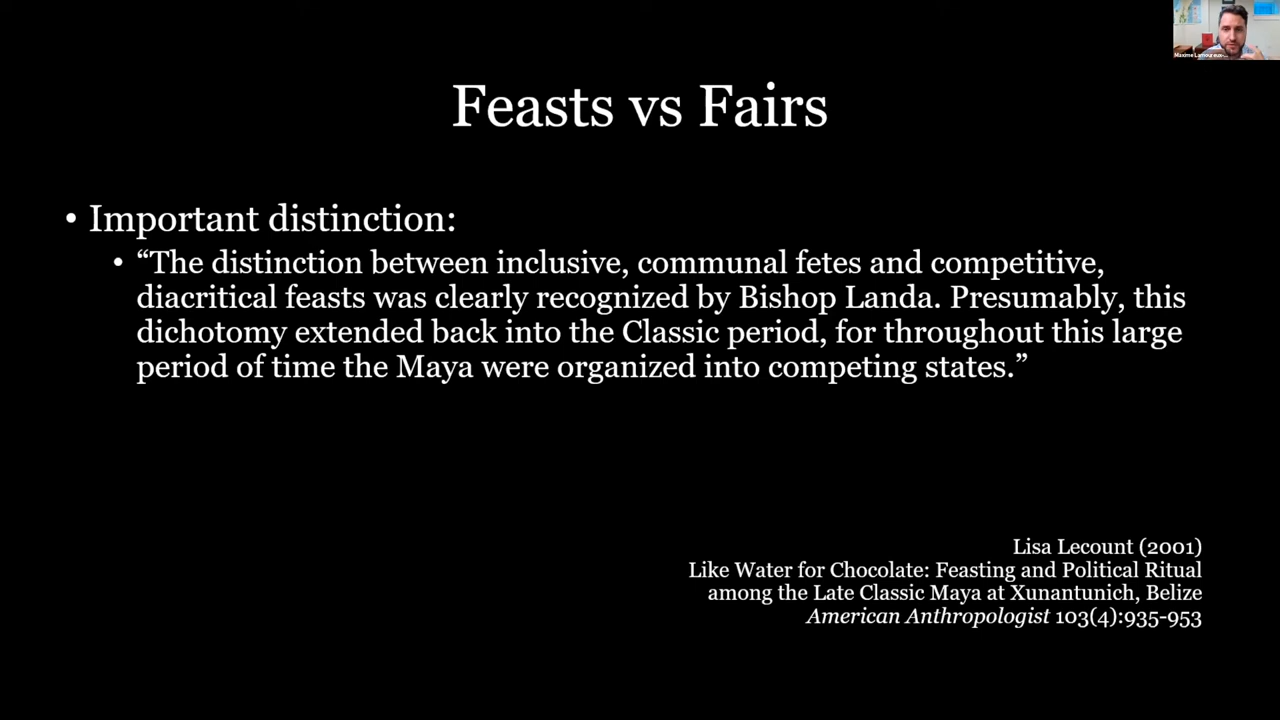 Maxime Lamoureux-
Feasts vs Fairs
• Important distinction:
• “The distinction between inclusive, communal fetes and competitive,
diacritical feasts was clearly recognized by Bishop Landa. Presumably, this
dichotomy extended back into the Classic period, for throughout this large
period of time the Maya were organized into competing states.”
Lisa Lecount (2001)
Like Water for Chocolate: Feasting and Political Ritual
among the Late Classic Maya at Xunantunich, Belize
American Anthropologist 103(4):935-953